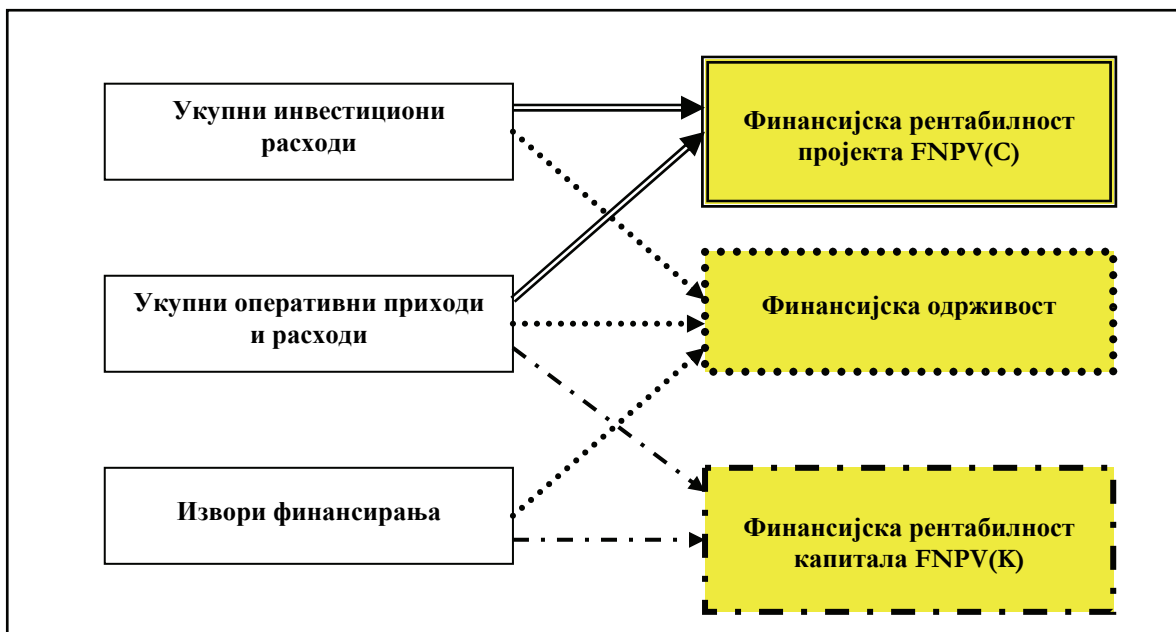 Укупни инвестициони
расходи
Финансијска рентабилност
пројекта FNPV(C)
Укупни оперативни приходи
и расходи
Финансијска одрживост
Извори финансирања
Финансијска рентабилност
капитала FNPV(K)